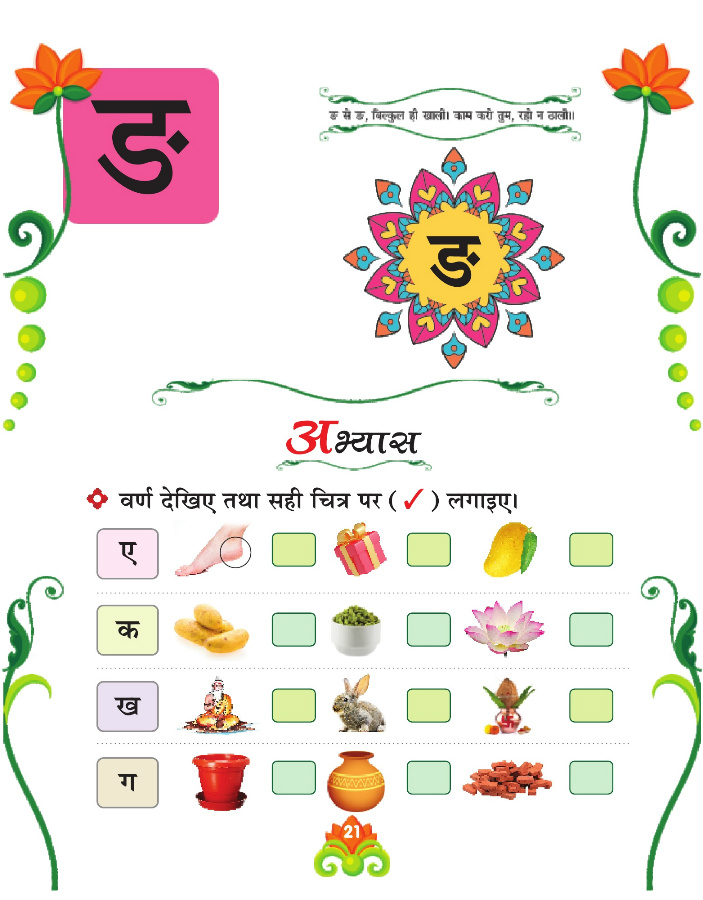 ङ
ङ से ङ, बिल्कुल ही खाली। काम करो तुम, रहो न ठाली॥
ङ
अभ्यास
वर्ण देखिए तथा सही चित्र पर ( ✓ ) लगाइए।
ए
क
ख
ग
21